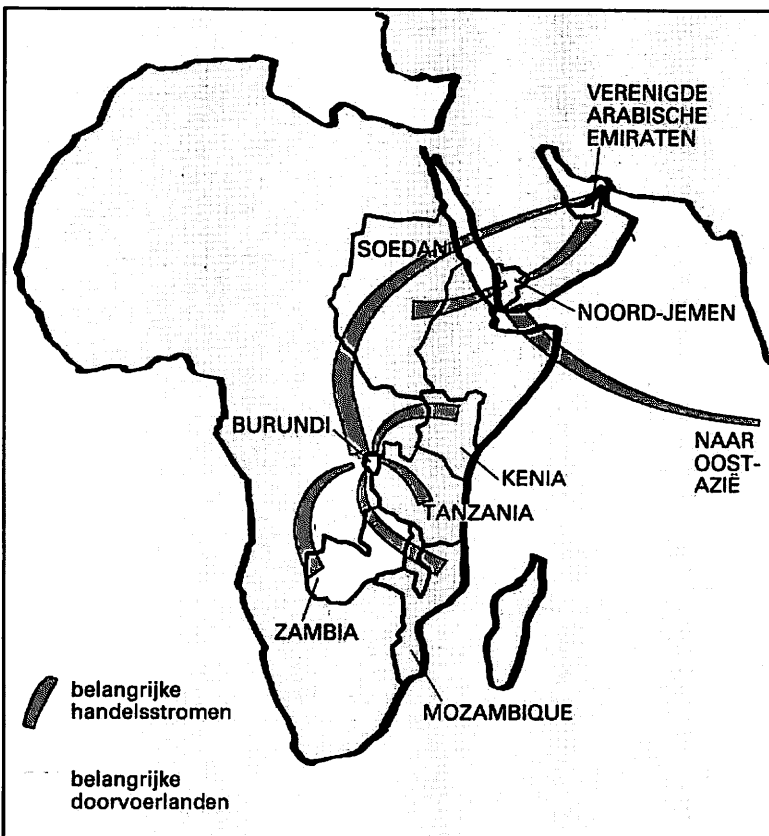 VERENIGDE
ARABISCHE
EMIRATEN
SOEDAN
NOORD-JEMEN
BURUNDI
NAAR
OOST-
AZIË
KENIA
TANZANIA
ZAMBIA
MOZAMBIQUE
belangrijke
handelsstromen
belangrijke
doorvoerlanden